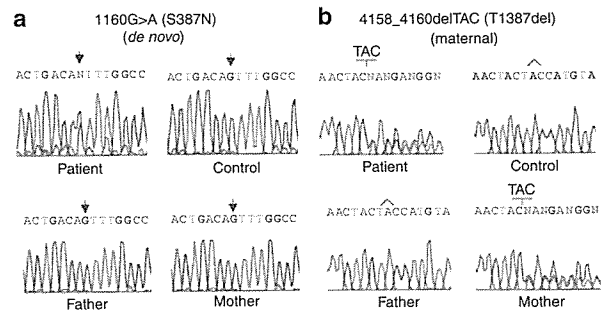 a
1160G>A (S387N)
(de novo)
ACTGACANTTTGGCC
ACTGACAGTTTGGCC
Patient
Control
ACTGACAGTTTGGCC
ACTGACAGTTTGGCC
Father
Mother
b
4158_4160delTAC (T1387del)
(maternal)
TAC
AACTACNANGANGGN
AACTACTACCATGTA
Patient
Control
TAC
AACTACTACCATGTA
AACTACNANGANGGN
Father
Mother